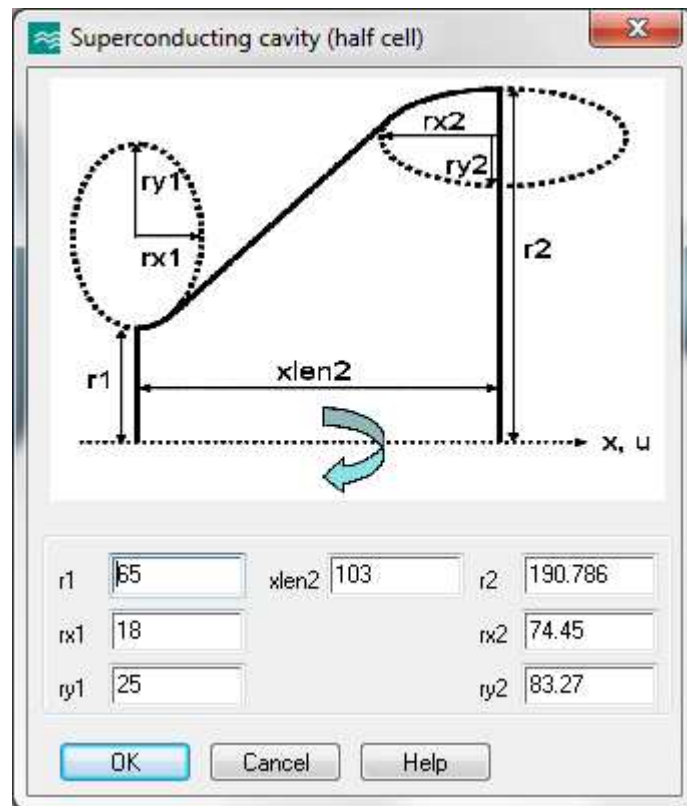 Superconducting cavity (half cell)
rx2
ry1
ry2
rx1
r2
r1
xlen2
x, u
r1 65 xlen2 103 r2 190.786
rx1 18 rx2 74.45
ry1 25 ry2 83.27
OK Cancel Help